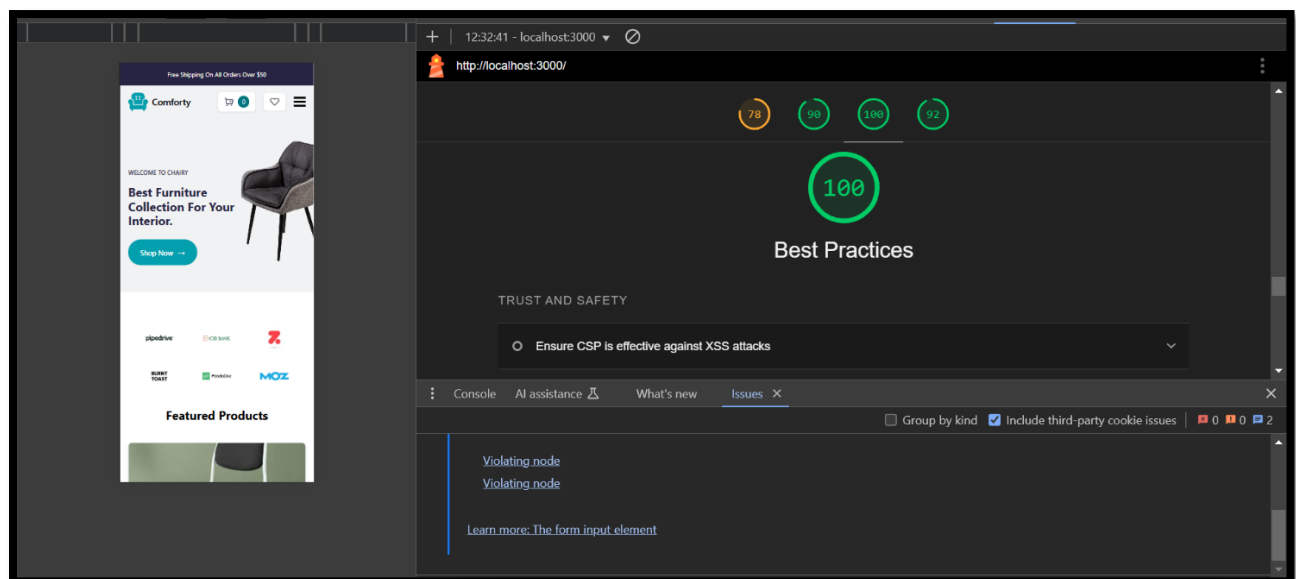 Free Shipping On All Orders Over $50
Comforty
0
WELCOME TO CHAIRY
Best Furniture
Collection For Your
Interior.
Shop Now →
pipedrive
Z.
BURNT
TOAST
PandaDoc
MOZ
Featured Products
12:32:41 - localhost:3000
http://localhost:3000/
78
90
100
92
100
Best Practices
TRUST AND SAFETY
Ensure CSP is effective against XSS attacks
Console AI assistance What's new Issues
Group by kind Include third-party cookie issues 0 0 2
Violating node
Violating node
Learn more: The form input element